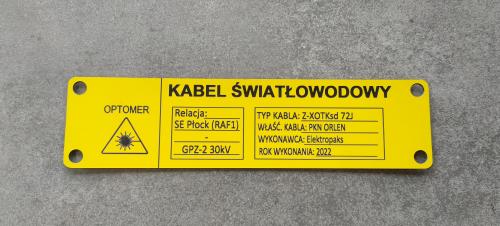 KABEL ŚWIATŁOWODOWY
OPTOMER
Relacja:
SE Płock (RAF1)
-
GPZ-2 30kV
TYP KABLA: Z-XOTKsd 72J
WŁAŚĆ. KABLA: PKN ORLEN
WYKONAWCA: Elektropaks
ROK WYKONANIA: 2022